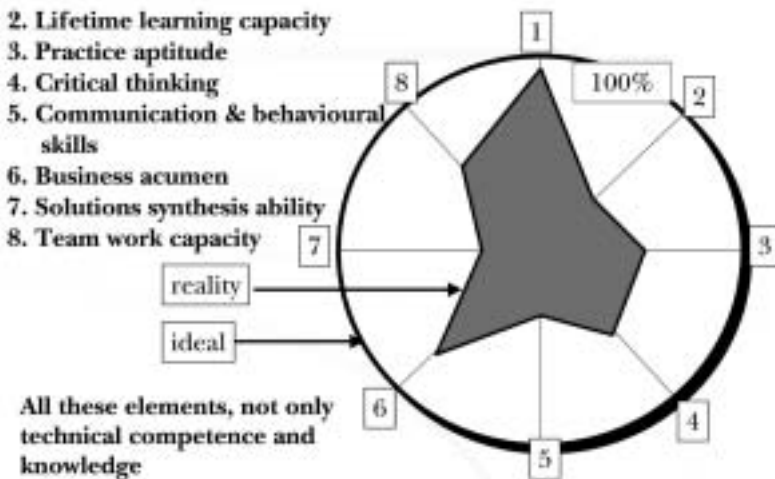 2. Lifetime learning capacity
3. Practice aptitude
4. Critical thinking
5. Communication & behavioural
skills
6. Business acumen
7. Solutions synthesis ability
8. Team work capacity
1
100%
2
8
7
3
reality
ideal
6
4
5
All these elements, not only
technical competence and
knowledge